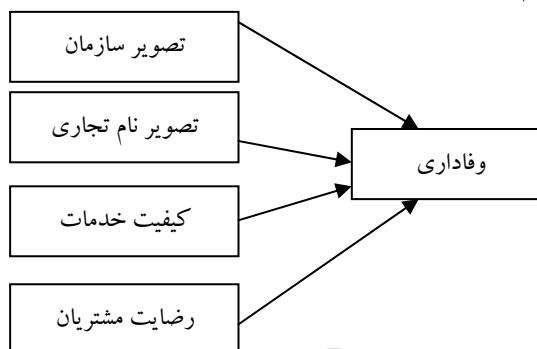 تصویر سازمان
تصویر نام تجاری
وفاداری
کیفیت خدمات
رضایت مشتریان